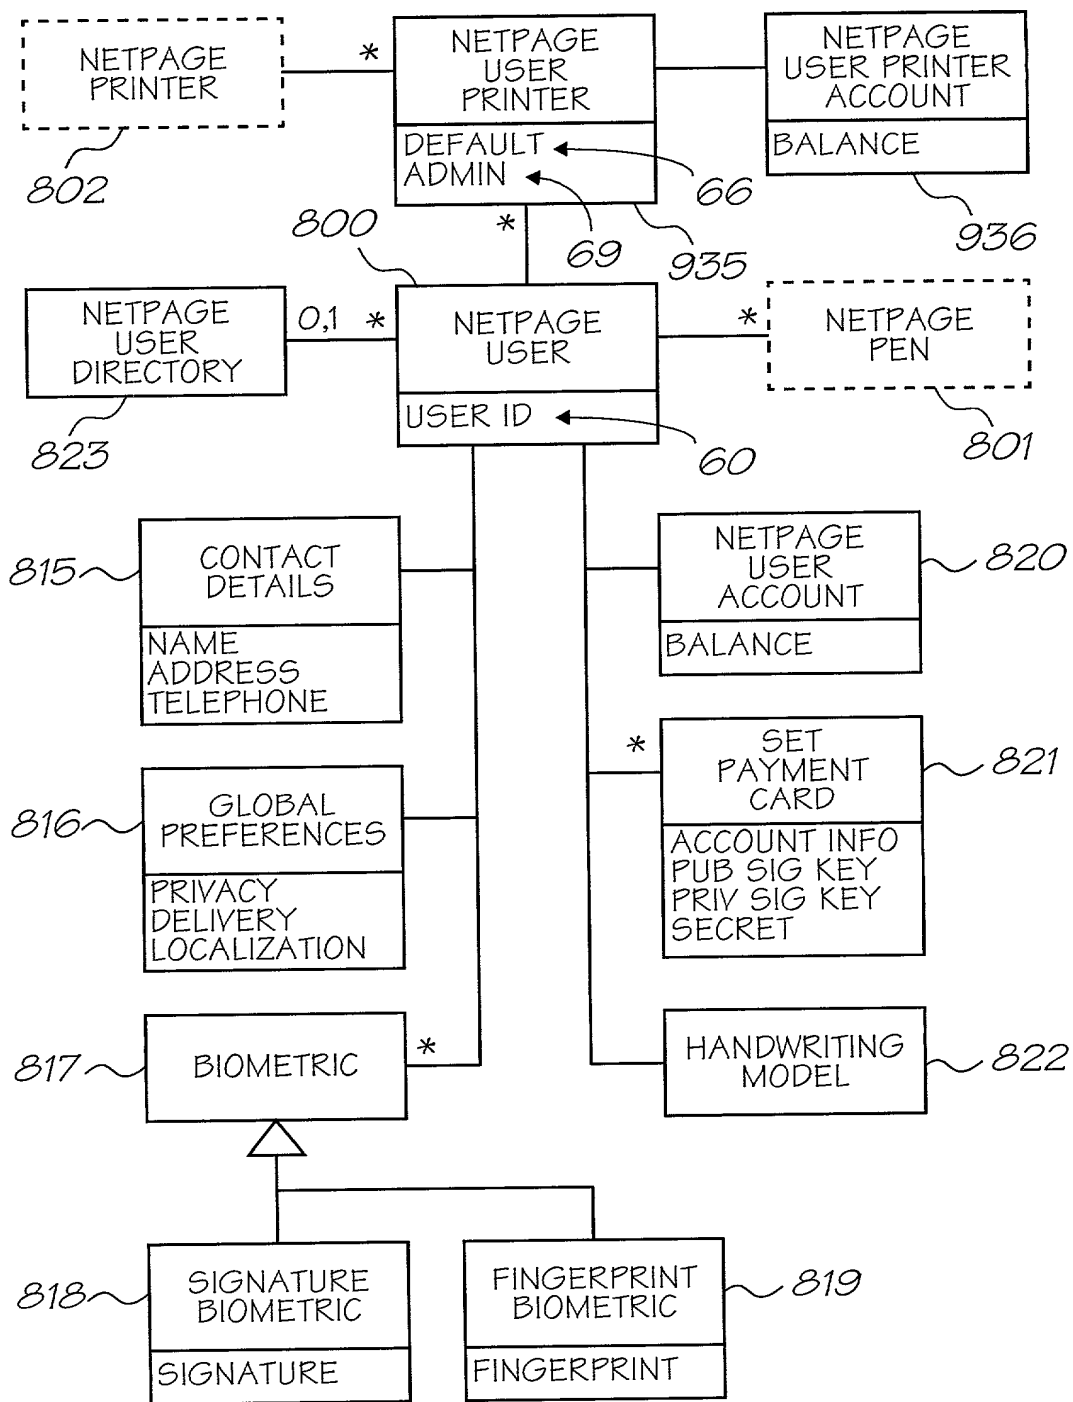 NETPAGE
PRINTER
802
*
NETPAGE
USER
PRINTER
DEFAULT
ADMIN
66
69
935
NETPAGE
USER PRINTER
ACCOUNT
BALANCE
936
*
800
NETPAGE
USER
DIRECTORY
823
0,1
*
NETPAGE
USER
USER ID
60
*
NETPAGE
PEN
801
815
CONTACT
DETAILS
NAME
ADDRESS
TELEPHONE
NETPAGE
USER
ACCOUNT
BALANCE
820
816
GLOBAL
PREFERENCES
PRIVACY
DELIVERY
LOCALIZATION
*
SET
PAYMENT
CARD
ACCOUNT INFO
PUB SIG KEY
PRIV SIG KEY
SECRET
821
817
BIOMETRIC
*
HANDWRITING
MODEL
822
818
SIGNATURE
BIOMETRIC
SIGNATURE
FINGERPRINT
BIOMETRIC
FINGERPRINT
819